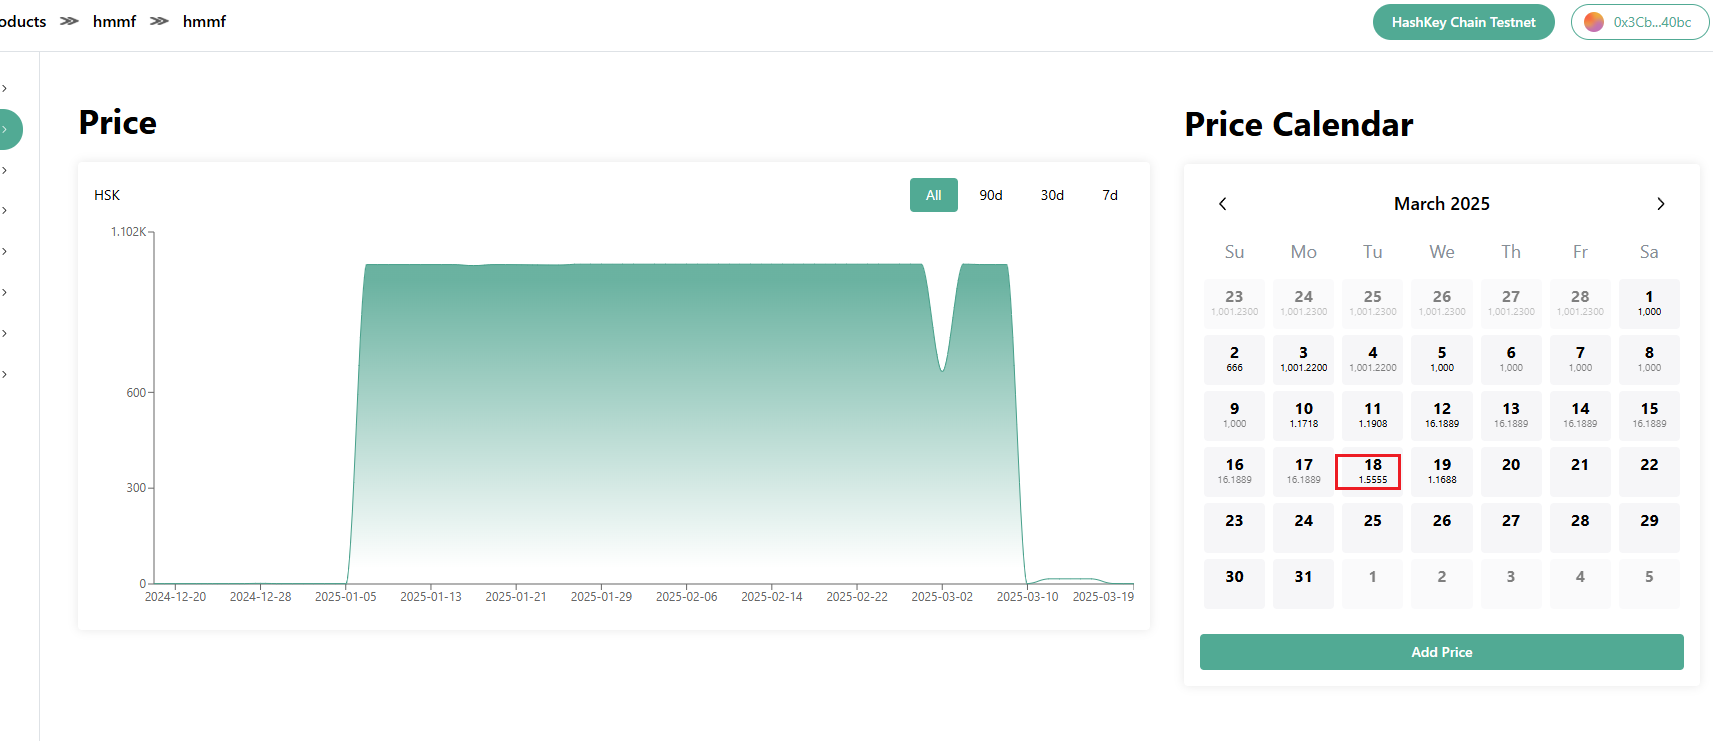 oducts hmmf hmmf HashKey Chain Testnet 0x3Cb...40bc
Price
HSK All 90d 30d 7d
1.102K
600
300
0
2024-12-20 2024-12-28 2025-01-05 2025-01-13 2025-01-21 2025-01-29 2025-02-06 2025-02-14 2025-02-22 2025-03-02 2025-03-10 2025-03-19
Price Calendar
March 2025
Su Mo Tu We Th Fr Sa
23 24 25 26 27 28 1
1,001.2300 1,001.2300 1,001.2300 1,001.2300 1,001.2300 1,001.2300 1,000
2 3 4 5 6 7 8
666 1,001.2200 1,001.2200 1,000 1,000 1,000 1,000
9 10 11 12 13 14 15
1,000 1.1718 1.1908 16.1889 16.1889 16.1889 16.1889
16 17 18 19 20 21 22
16.1889 16.1889 1.5555 1.1688
23 24 25 26 27 28 29
30 31 1 2 3 4 5
Add Price